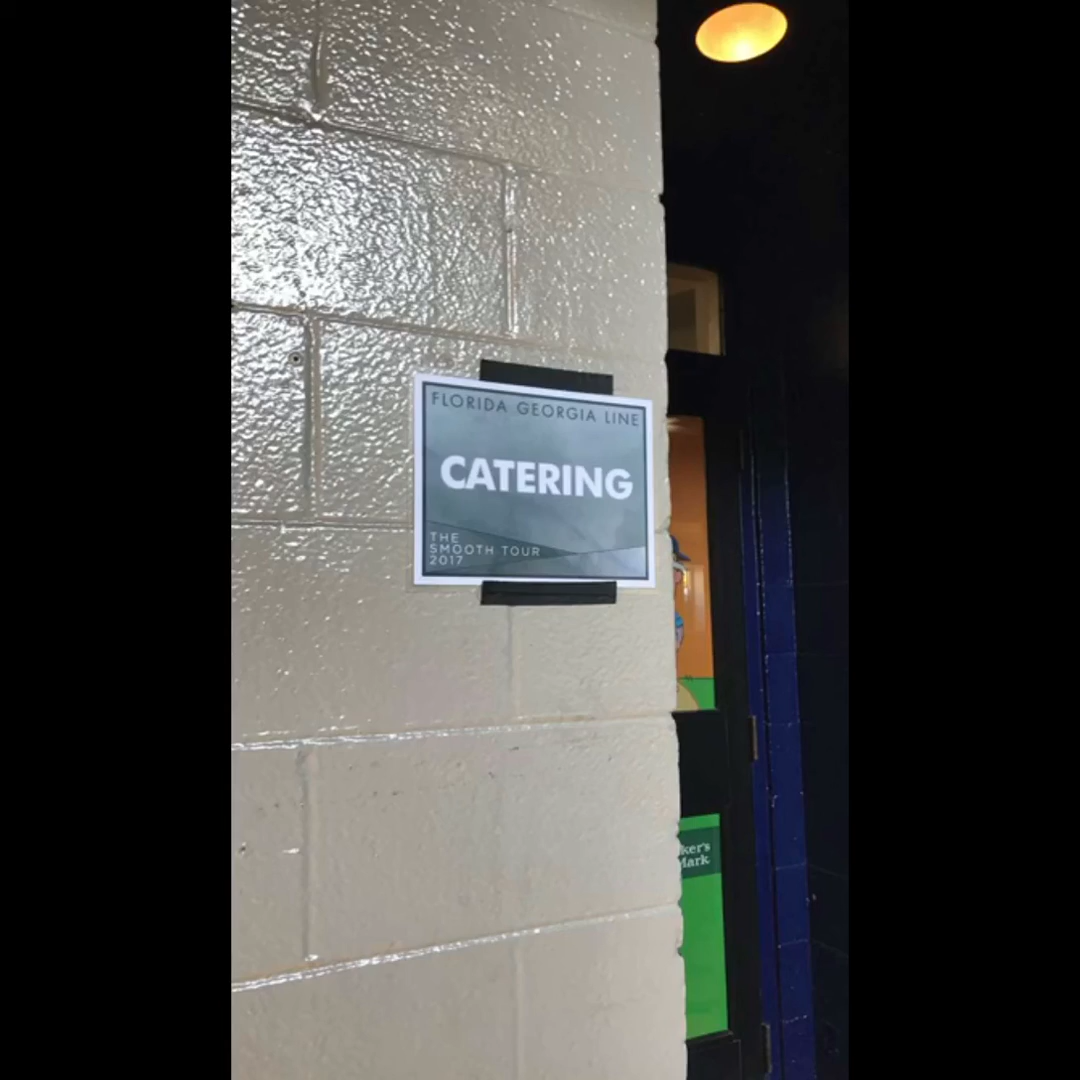 FLORIDA GEORGIA LINE
CATERING
THE
SMOOTH TOUR
2017
ker's
Mark